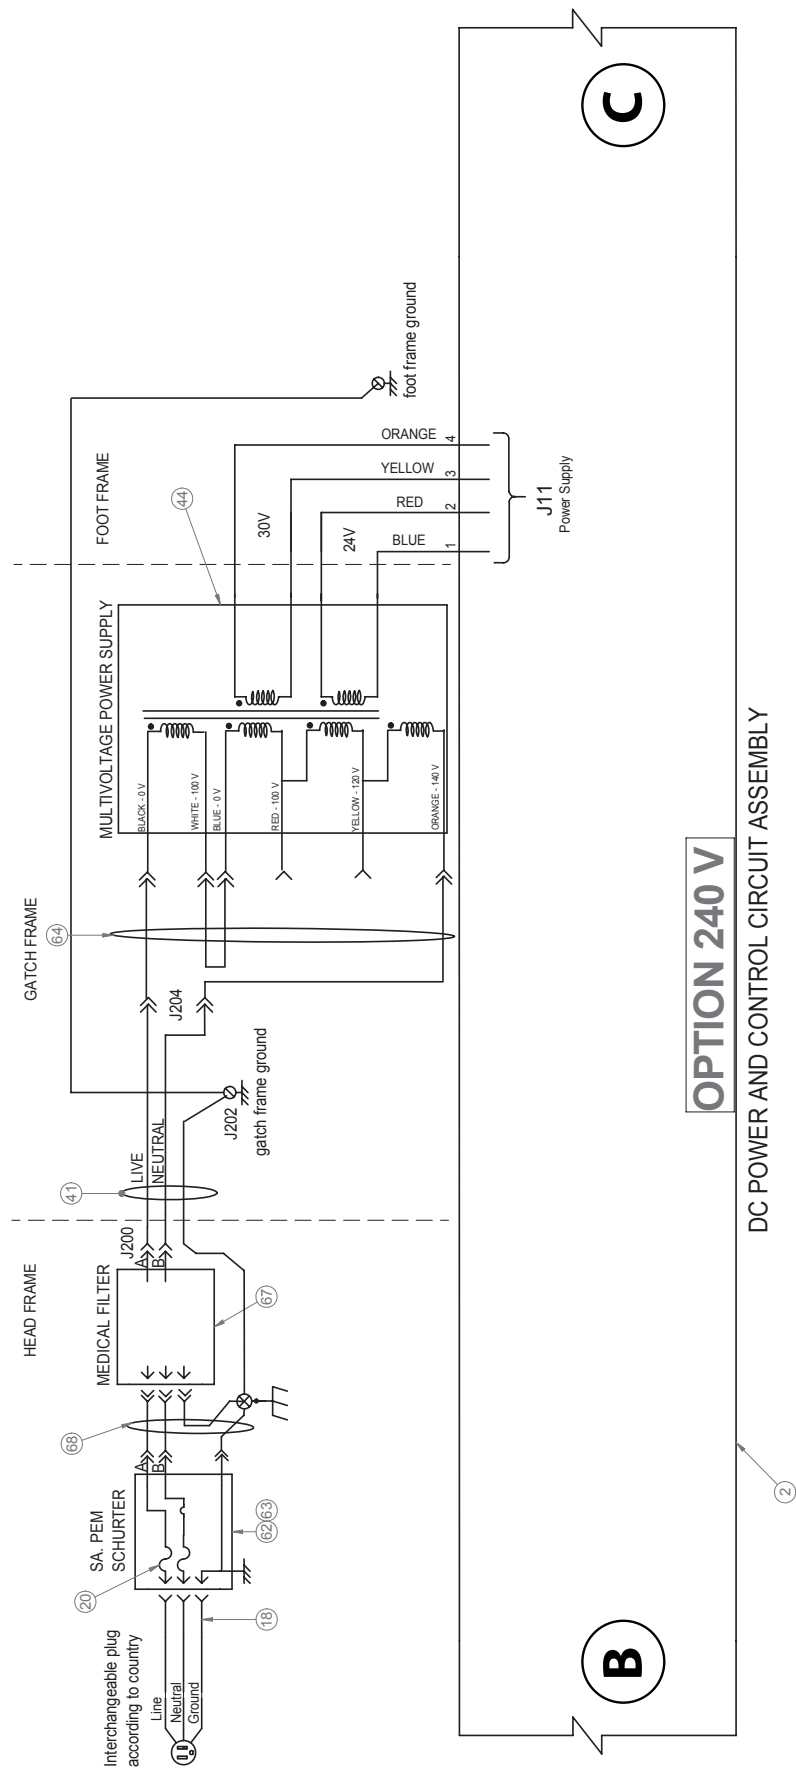 HEAD FRAME
GATCH FRAME
FOOT FRAME
Interchangeable plug
according to country
Line
Neutral
Ground
18
20
SA. PEM
SCHURTER
62
63
A
B
68
MEDICAL FILTER
67
A
B
J200
41
LIVE
NEUTRAL
J202
gatch frame ground
J204
64
MULTIVOLTAGE POWER SUPPLY
BLACK - 0 V
WHITE - 100 V
BLUE - 0 V
RED - 100 V
YELLOW - 120 V
ORANGE - 140 V
44
30V
24V
ORANGE 4
YELLOW 3
RED 2
BLUE 1
J11
Power Supply
foot frame ground
B
C
OPTION 240 V
DC POWER AND CONTROL CIRCUIT ASSEMBLY
2